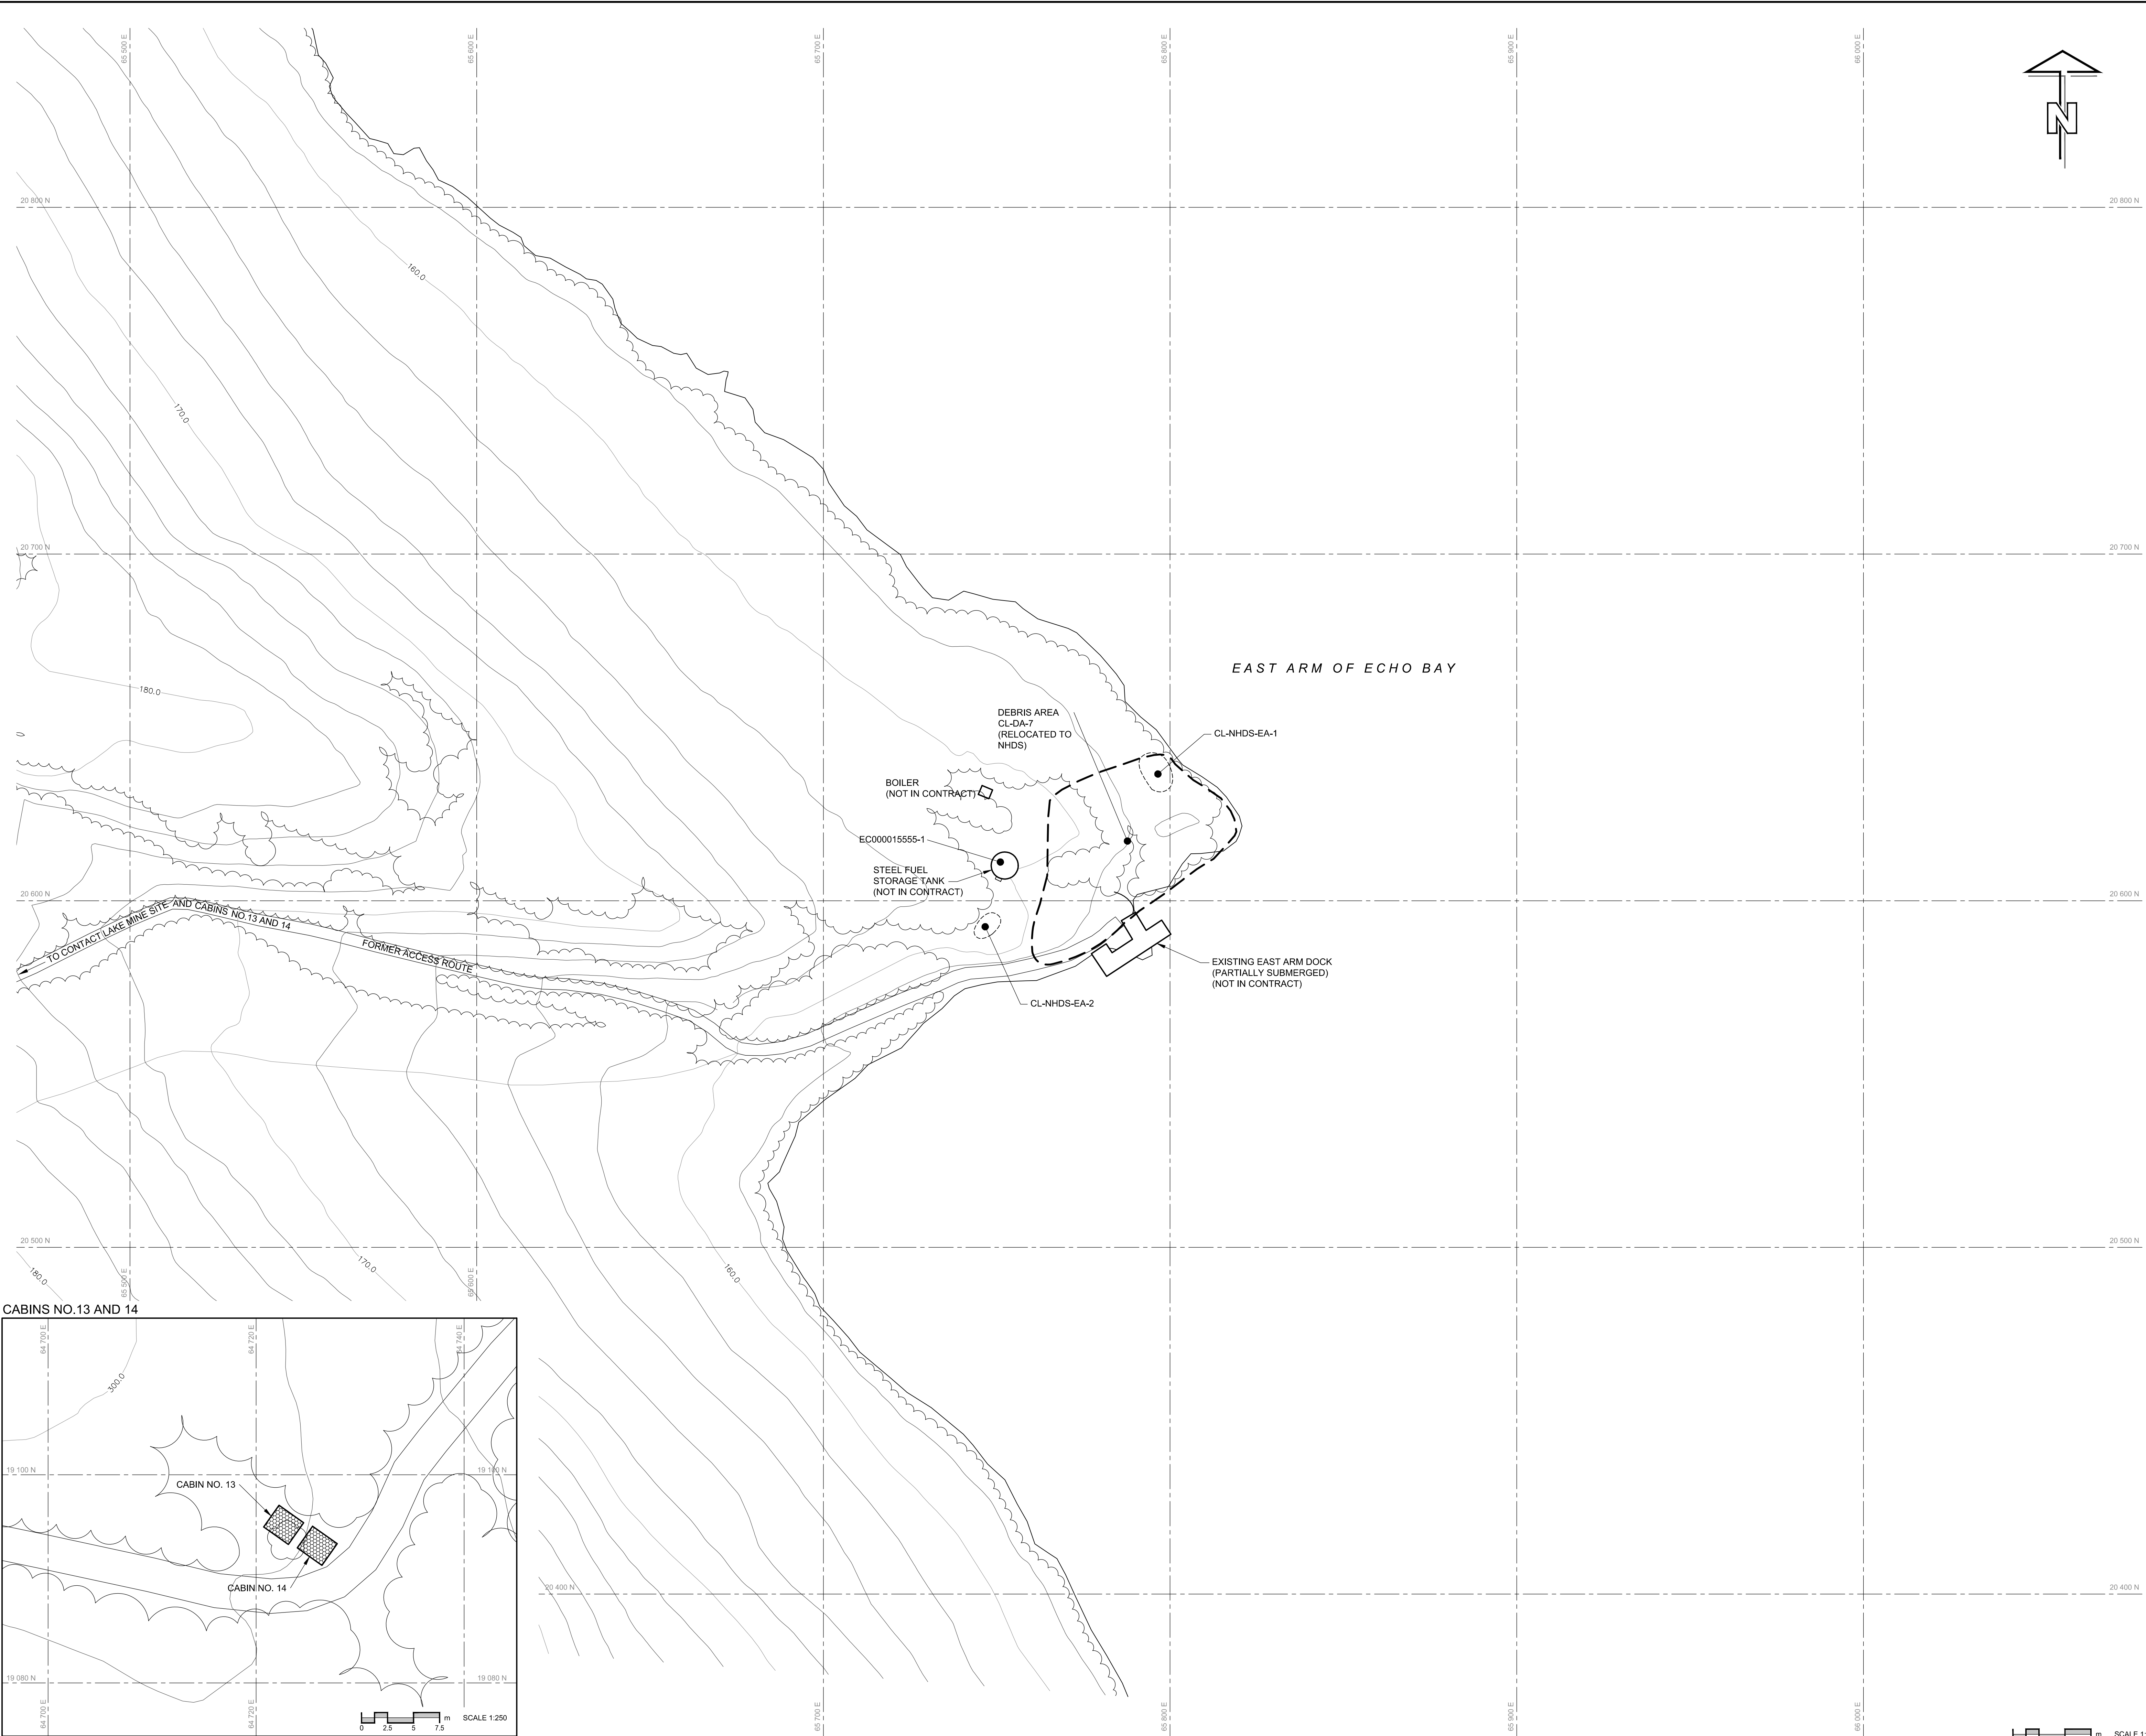 65 500 E
65 600 E
65 700 E
65 800 E
65 900 E
66 000 E
N
20 800 N
20 800 N
160.0
170.0
20 700 N
20 700 N
EAST ARM OF ECHO BAY
180.0
DEBRIS AREA
CL-DA-7
(RELOCATED TO
NHDS)
CL-NHDS-EA-1
BOILER
(NOT IN CONTRACT)
EC000015555-1
STEEL FUEL
STORAGE TANK
(NOT IN CONTRACT)
20 600 N
20 600 N
TO CONTACT LAKE MINE SITE AND CABINS NO.13 AND 14
FORMER ACCESS ROUTE
EXISTING EAST ARM DOCK
(PARTIALLY SUBMERGED)
(NOT IN CONTRACT)
CL-NHDS-EA-2
20 500 N
20 500 N
180.0
170.0
160.0
65 500 E
65 600 E
CABINS NO.13 AND 14
64 700 E
64 720 E
64 740 E
300.0
19 100 N
19 100 N
CABIN NO. 13
CABIN NO. 14
20 400 N
20 400 N
19 080 N
19 080 N
64 700 E
64 720 E
0 2.5 5 7.5 m SCALE 1:250
65 700 E
65 800 E
65 900 E
66 000 E
m SCALE 1: